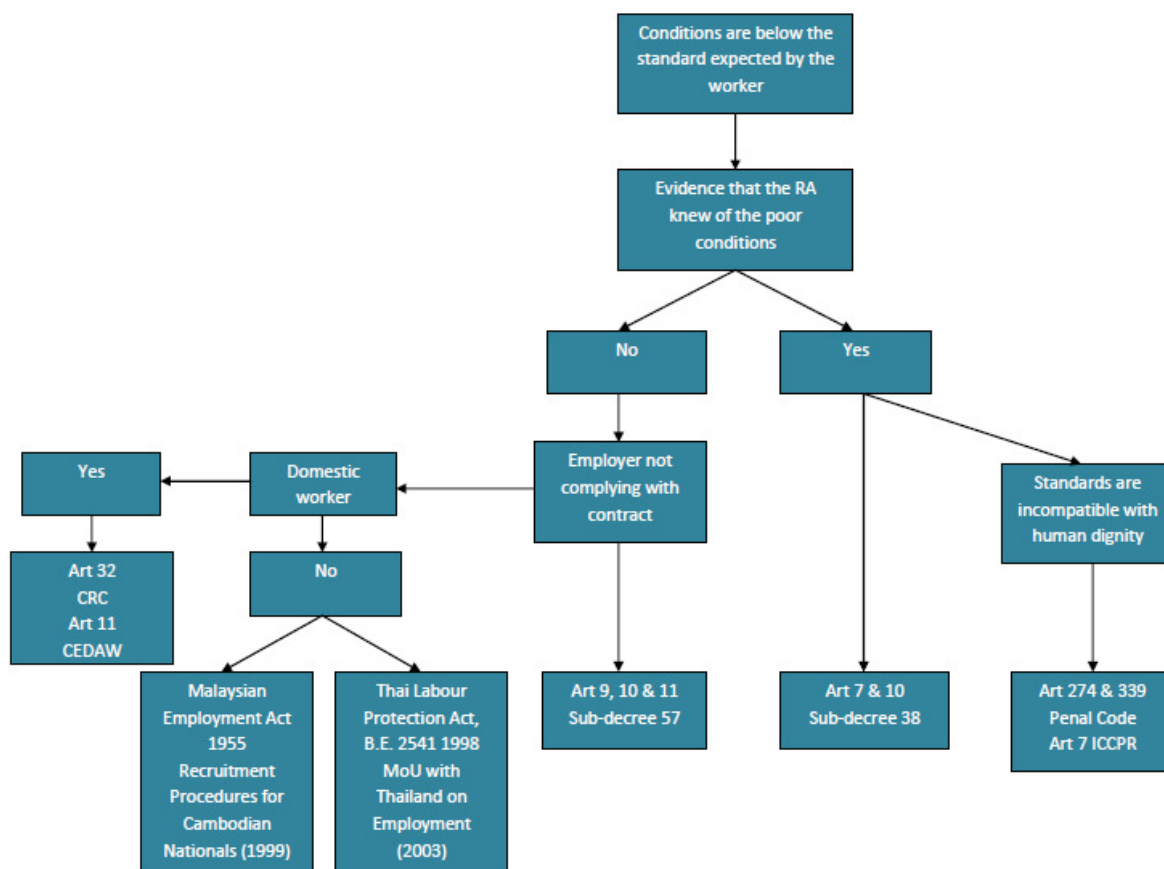 Conditions are below the
standard expected by the
worker
Evidence that the RA
knew of the poor
conditions
No
Yes
Yes
Domestic
worker
Employer not
complying with
contract
Standards are
incompatible with
human dignity
Art 32
CRC
Art 11
CEDAW
No
Malaysian
Employment Act
1955
Recruitment
Procedures for
Cambodian
Nationals (1999)
Thai Labour
Protection Act,
B.E. 2541 1998
MoU with
Thailand on
Employment
(2003)
Art 9, 10 & 11
Sub-decree 57
Art 7 & 10
Sub-decree 38
Art 274 & 339
Penal Code
Art 7 ICCPR